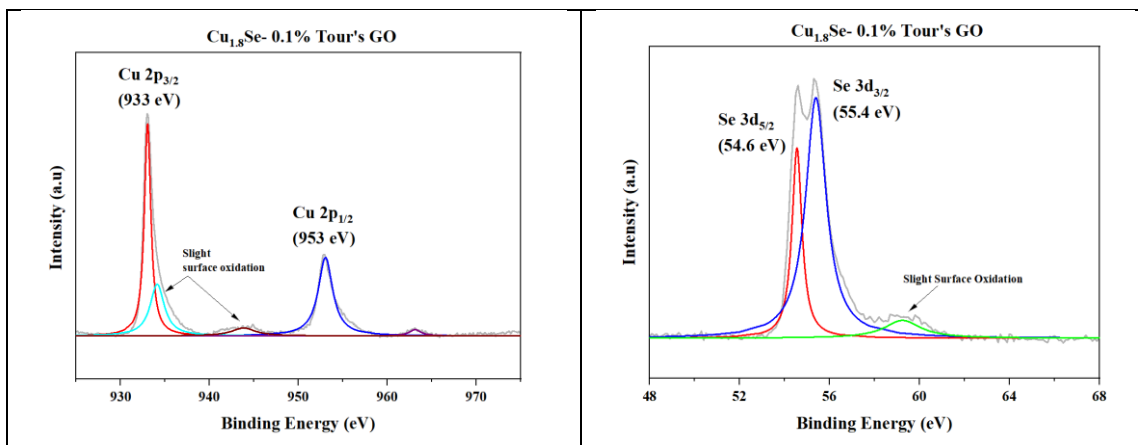 Cu1.8Se- 0.1% Tour's GO
Cu 2p3/2
(933 eV)
Cu 2p1/2
(953 eV)
Slight
surface oxidation
Intensity (a.u)
930 940 950 960 970
Binding Energy (eV)
Cu1.8Se- 0.1% Tour's GO
Se 3d3/2
(55.4 eV)
Se 3d5/2
(54.6 eV)
Slight Surface Oxidation
Intensity (a.u)
48 52 56 60 64 68
Binding Energy (eV)